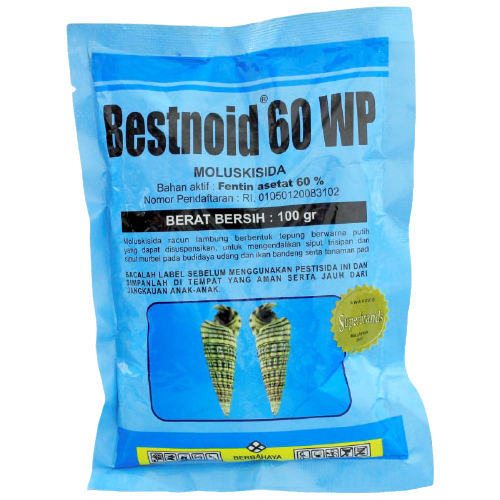 Bestnoid® 60 WP
MOLUSKISIDA
Bahan aktif : Fentin asetat 60 %
Nomor Pendaftaran : RI. 01050120083102
BERAT BERSIH : 100 gr
Moluskisida racun lambung berbentuk tepung berwarna putih
yang dapat disuspensikan, untuk mengendalikan siput trisipan dan
siput murbei pada budidaya udang dan ikan bandeng serta tanaman padi
BACALAH LABEL SEBELUM MENGGUNAKAN PESTISIDA INI DAN
SIMPANLAH DI TEMPAT YANG AMAN SERTA JAUH DARI
JANGKAUAN ANAK-ANAK.
Superbrands
BERBAHAYA